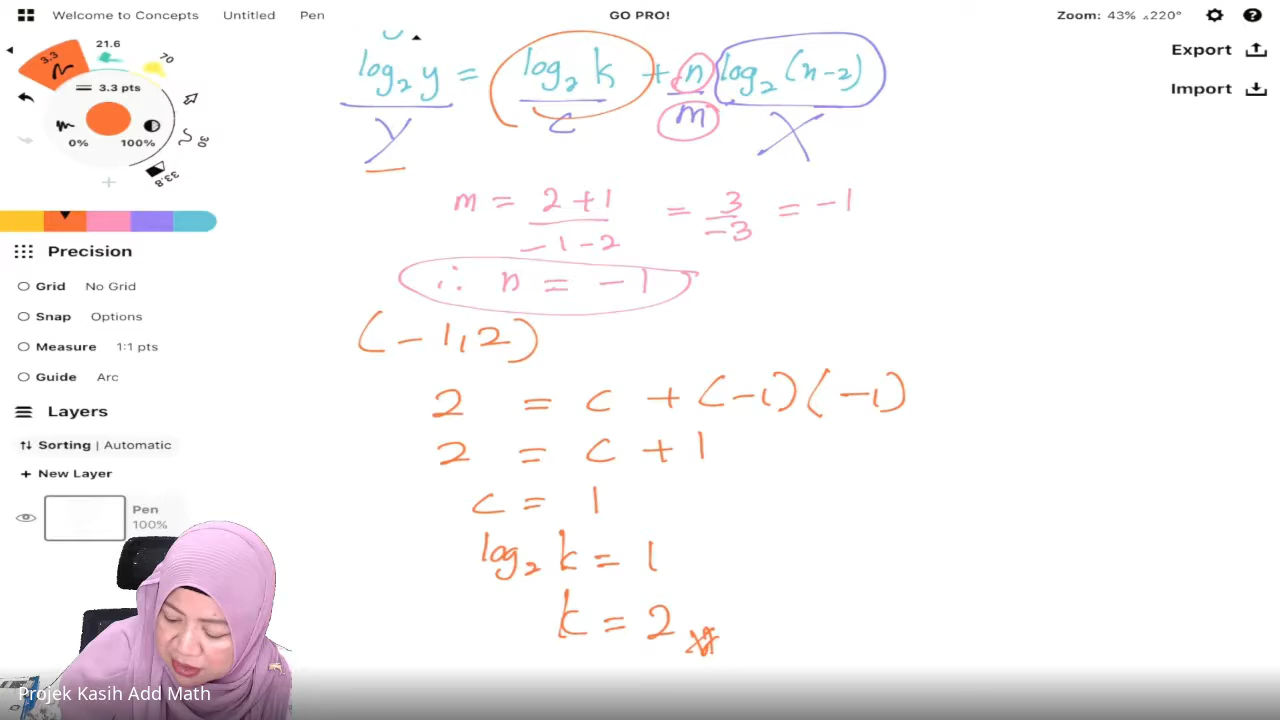 Welcome to Concepts Untitled Pen GO PRO! Zoom: 43% 220°
Export
Import
3.3 21.6 70
3.3 pts
0% 100%
30
33.8
log₂ y = log₂ k + n log₂ (n-2)
Y C m X
m = 2 + 1 / -1 - 2 = 3 / -3 = -1
∴ n = -1
(-1, 2)
2 = c + (-1)(-1)
2 = c + 1
c = 1
log₂ k = 1
k = 2
Precision
Grid No Grid
Snap Options
Measure 1:1 pts
Guide Arc
Layers
Sorting | Automatic
+ New Layer
Pen
100%
Projek Kasih Add Math